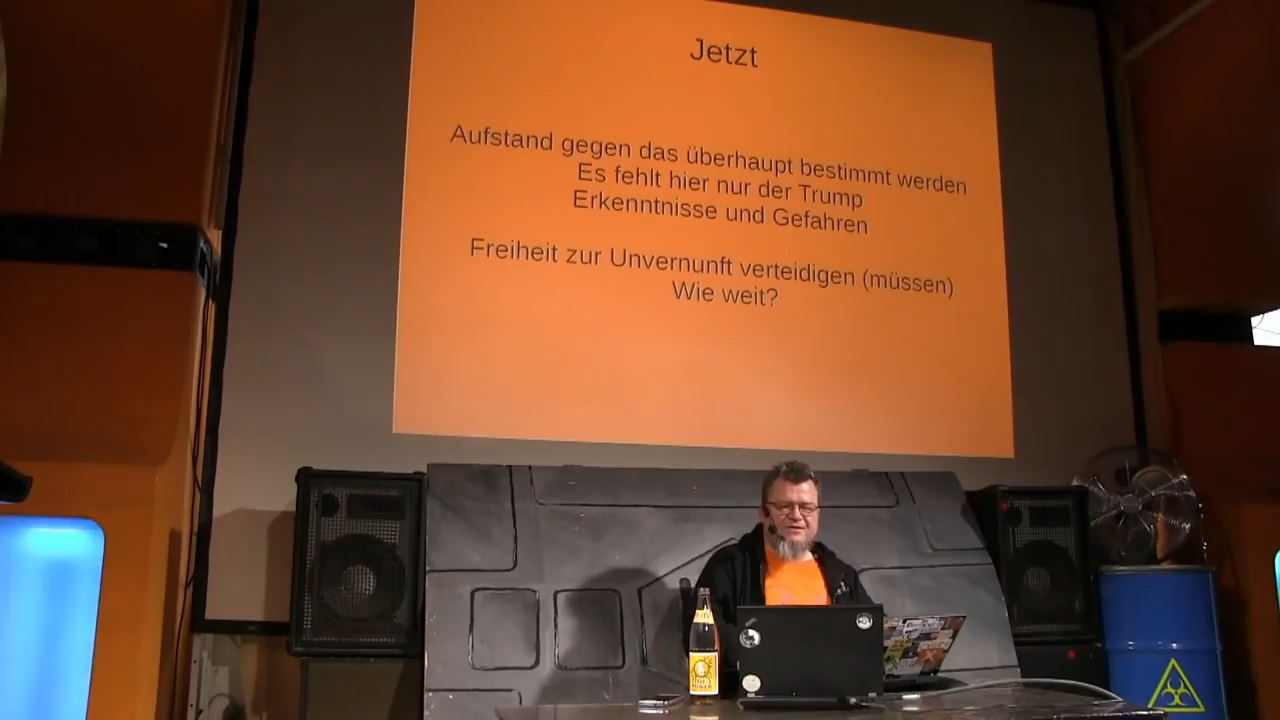 Jetzt
Aufstand gegen das überhaupt bestimmt werden
Es fehlt hier nur der Trump
Erkenntnisse und Gefahren
Freiheit zur Unvernunft verteidigen (müssen)
Wie weit?